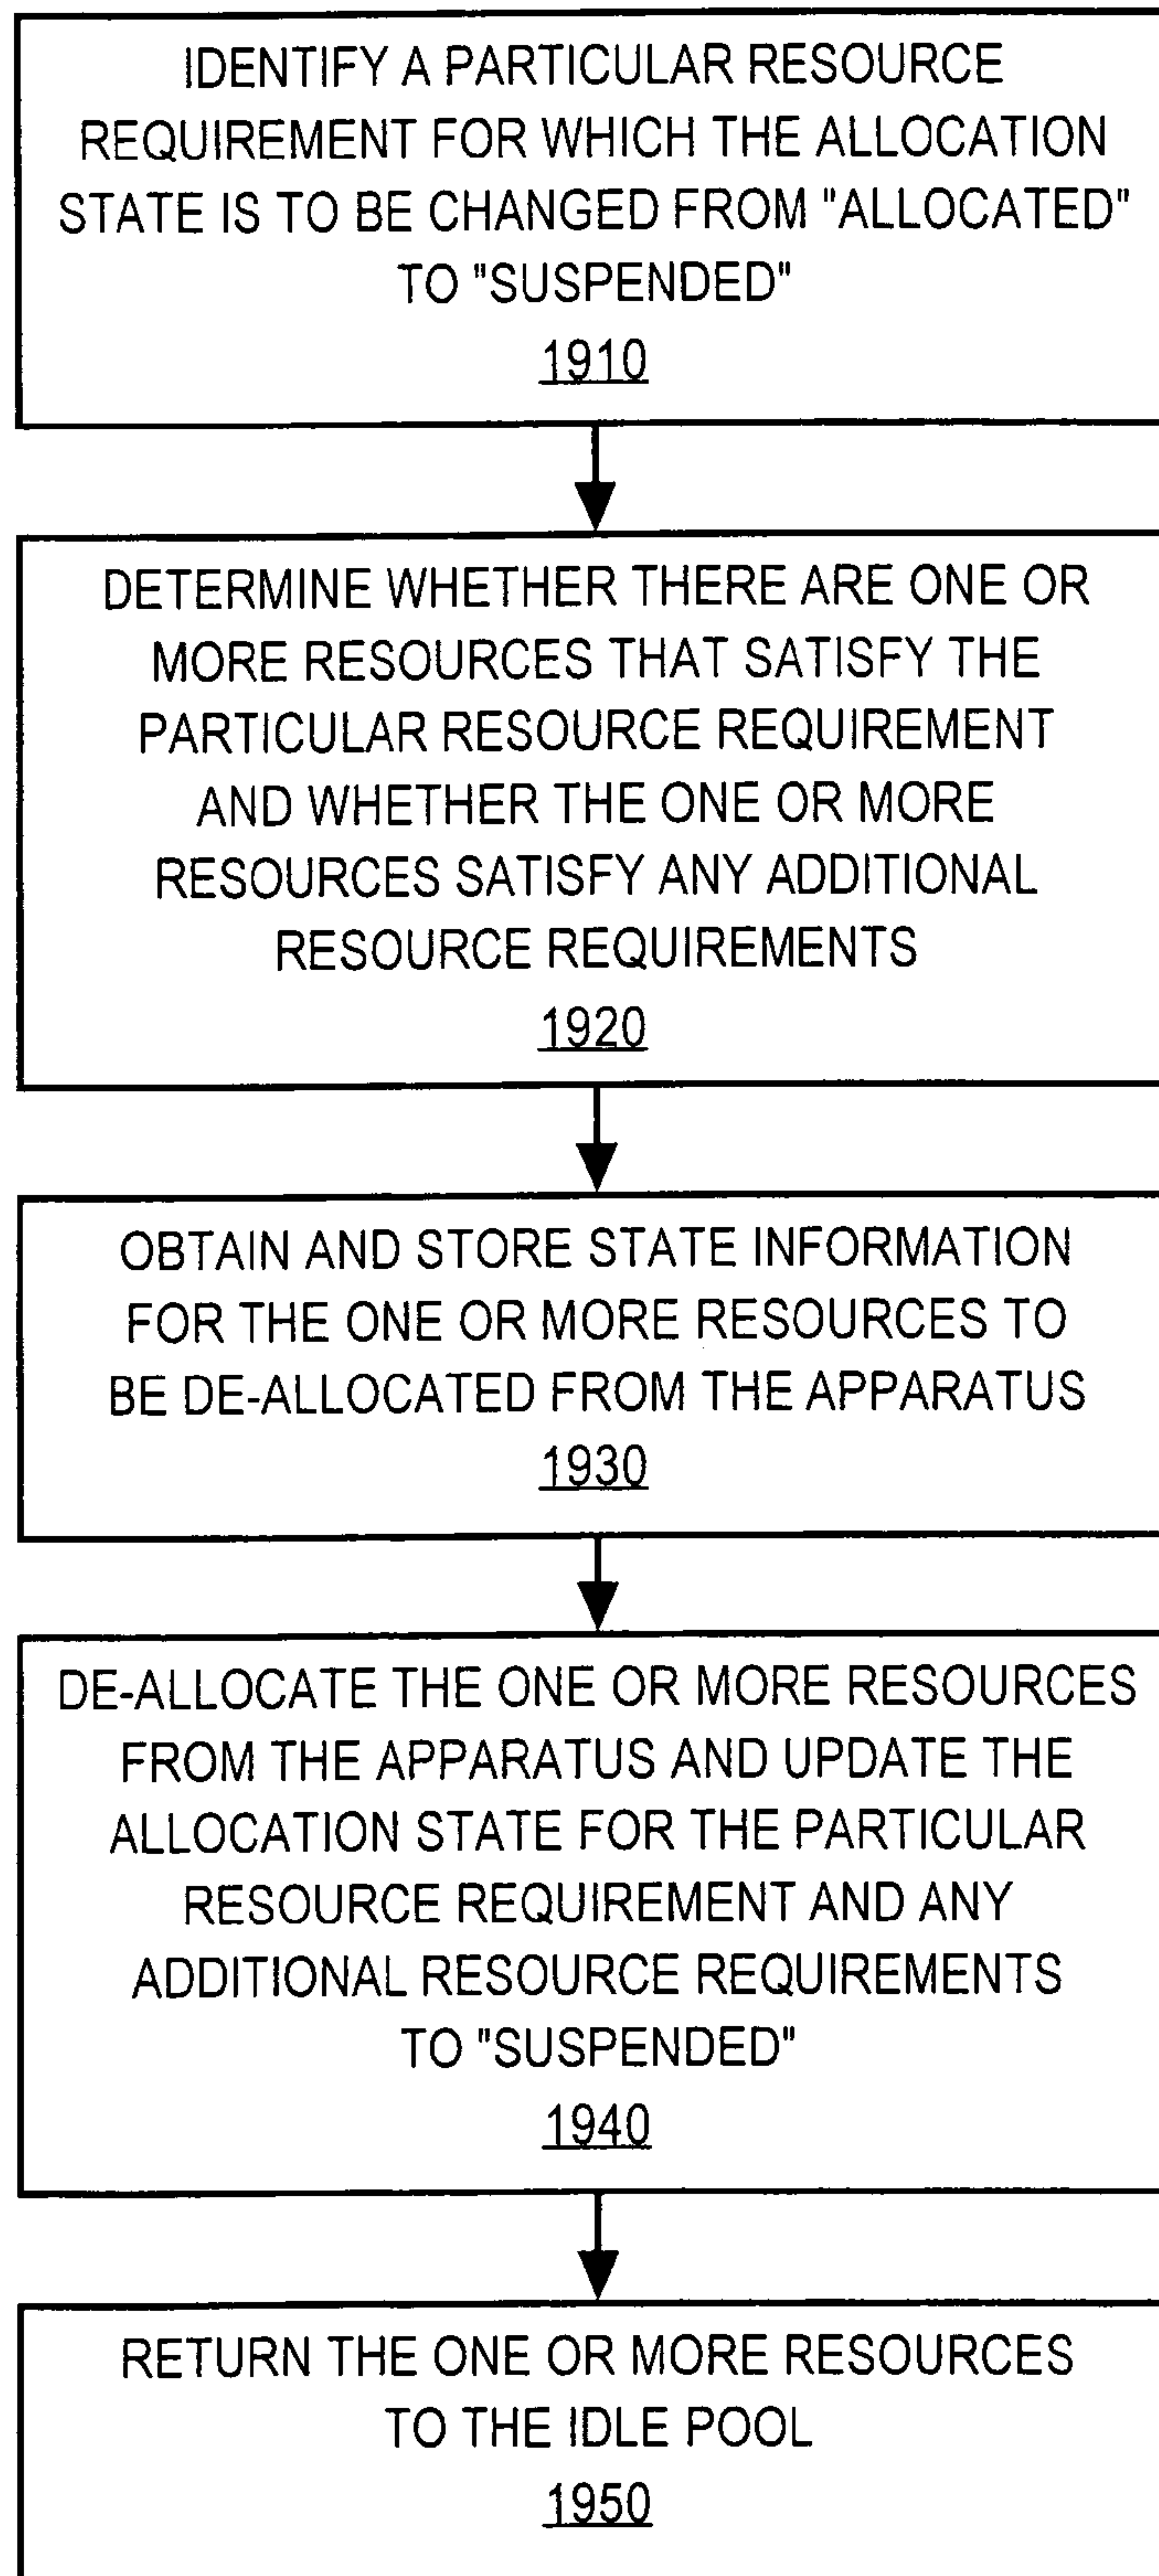 IDENTIFY A PARTICULAR RESOURCE
REQUIREMENT FOR WHICH THE ALLOCATION
STATE IS TO BE CHANGED FROM "ALLOCATED"
TO "SUSPENDED"
1910
DETERMINE WHETHER THERE ARE ONE OR
MORE RESOURCES THAT SATISFY THE
PARTICULAR RESOURCE REQUIREMENT
AND WHETHER THE ONE OR MORE
RESOURCES SATISFY ANY ADDITIONAL
RESOURCE REQUIREMENTS
1920
OBTAIN AND STORE STATE INFORMATION
FOR THE ONE OR MORE RESOURCES TO
BE DE-ALLOCATED FROM THE APPARATUS
1930
DE-ALLOCATE THE ONE OR MORE RESOURCES
FROM THE APPARATUS AND UPDATE THE
ALLOCATION STATE FOR THE PARTICULAR
RESOURCE REQUIREMENT AND ANY
ADDITIONAL RESOURCE REQUIREMENTS
TO "SUSPENDED"
1940
RETURN THE ONE OR MORE RESOURCES
TO THE IDLE POOL
1950